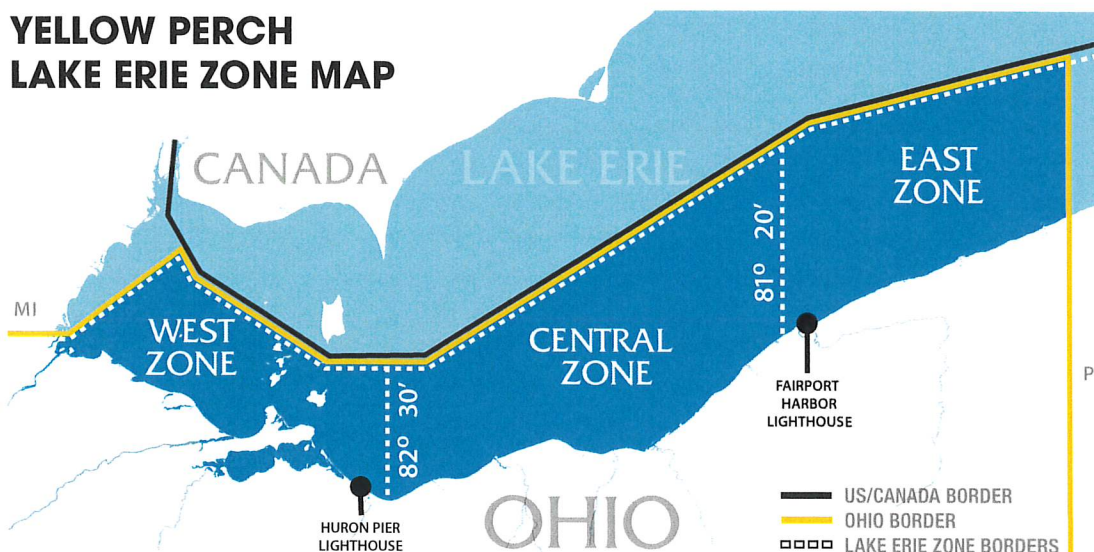 YELLOW PERCH
LAKE ERIE ZONE MAP
CANADA
LAKE ERIE
EAST
ZONE
MI
WEST
ZONE
CENTRAL
ZONE
81° 20'
82° 30'
FAIRPORT
HARBOR
LIGHTHOUSE
P
HURON PIER
LIGHTHOUSE
OHIO
US/CANADA BORDER
OHIO BORDER
LAKE ERIE ZONE BORDERS